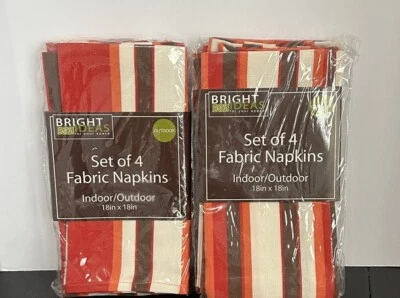 BRIGHT
IDEAS
OUTDOOR
Set of 4
Fabric Napkins
Indoor/Outdoor
18in x 18in
BRIGHT
IDEAS
Set of 4
Fabric Napkins
Indoor/Outdoor
18in x 18in